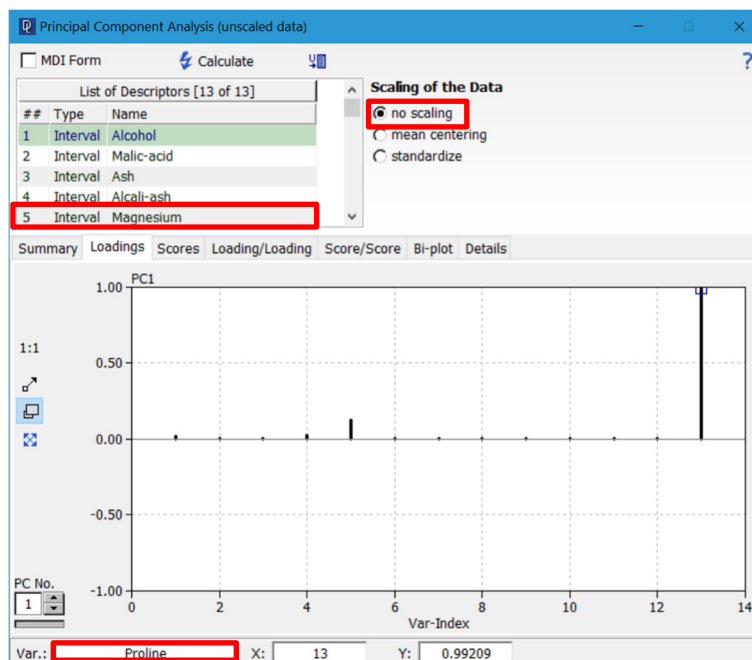 Principal Component Analysis (unscaled data)
MDI Form
Calculate
?
List of Descriptors [13 of 13]
## Type Name
1 Interval Alcohol
2 Interval Malic-acid
3 Interval Ash
4 Interval Alcali-ash
5 Interval Magnesium
Scaling of the Data
no scaling
mean centering
standardize
Summary Loadings Scores Loading/Loading Score/Score Bi-plot Details
PC1
1.00
0.50
0.00
-0.50
-1.00
1:1
PC No.
1
0 2 4 6 8 10 12 14
Var-Index
Var.: Proline X: 13 Y: 0.99209